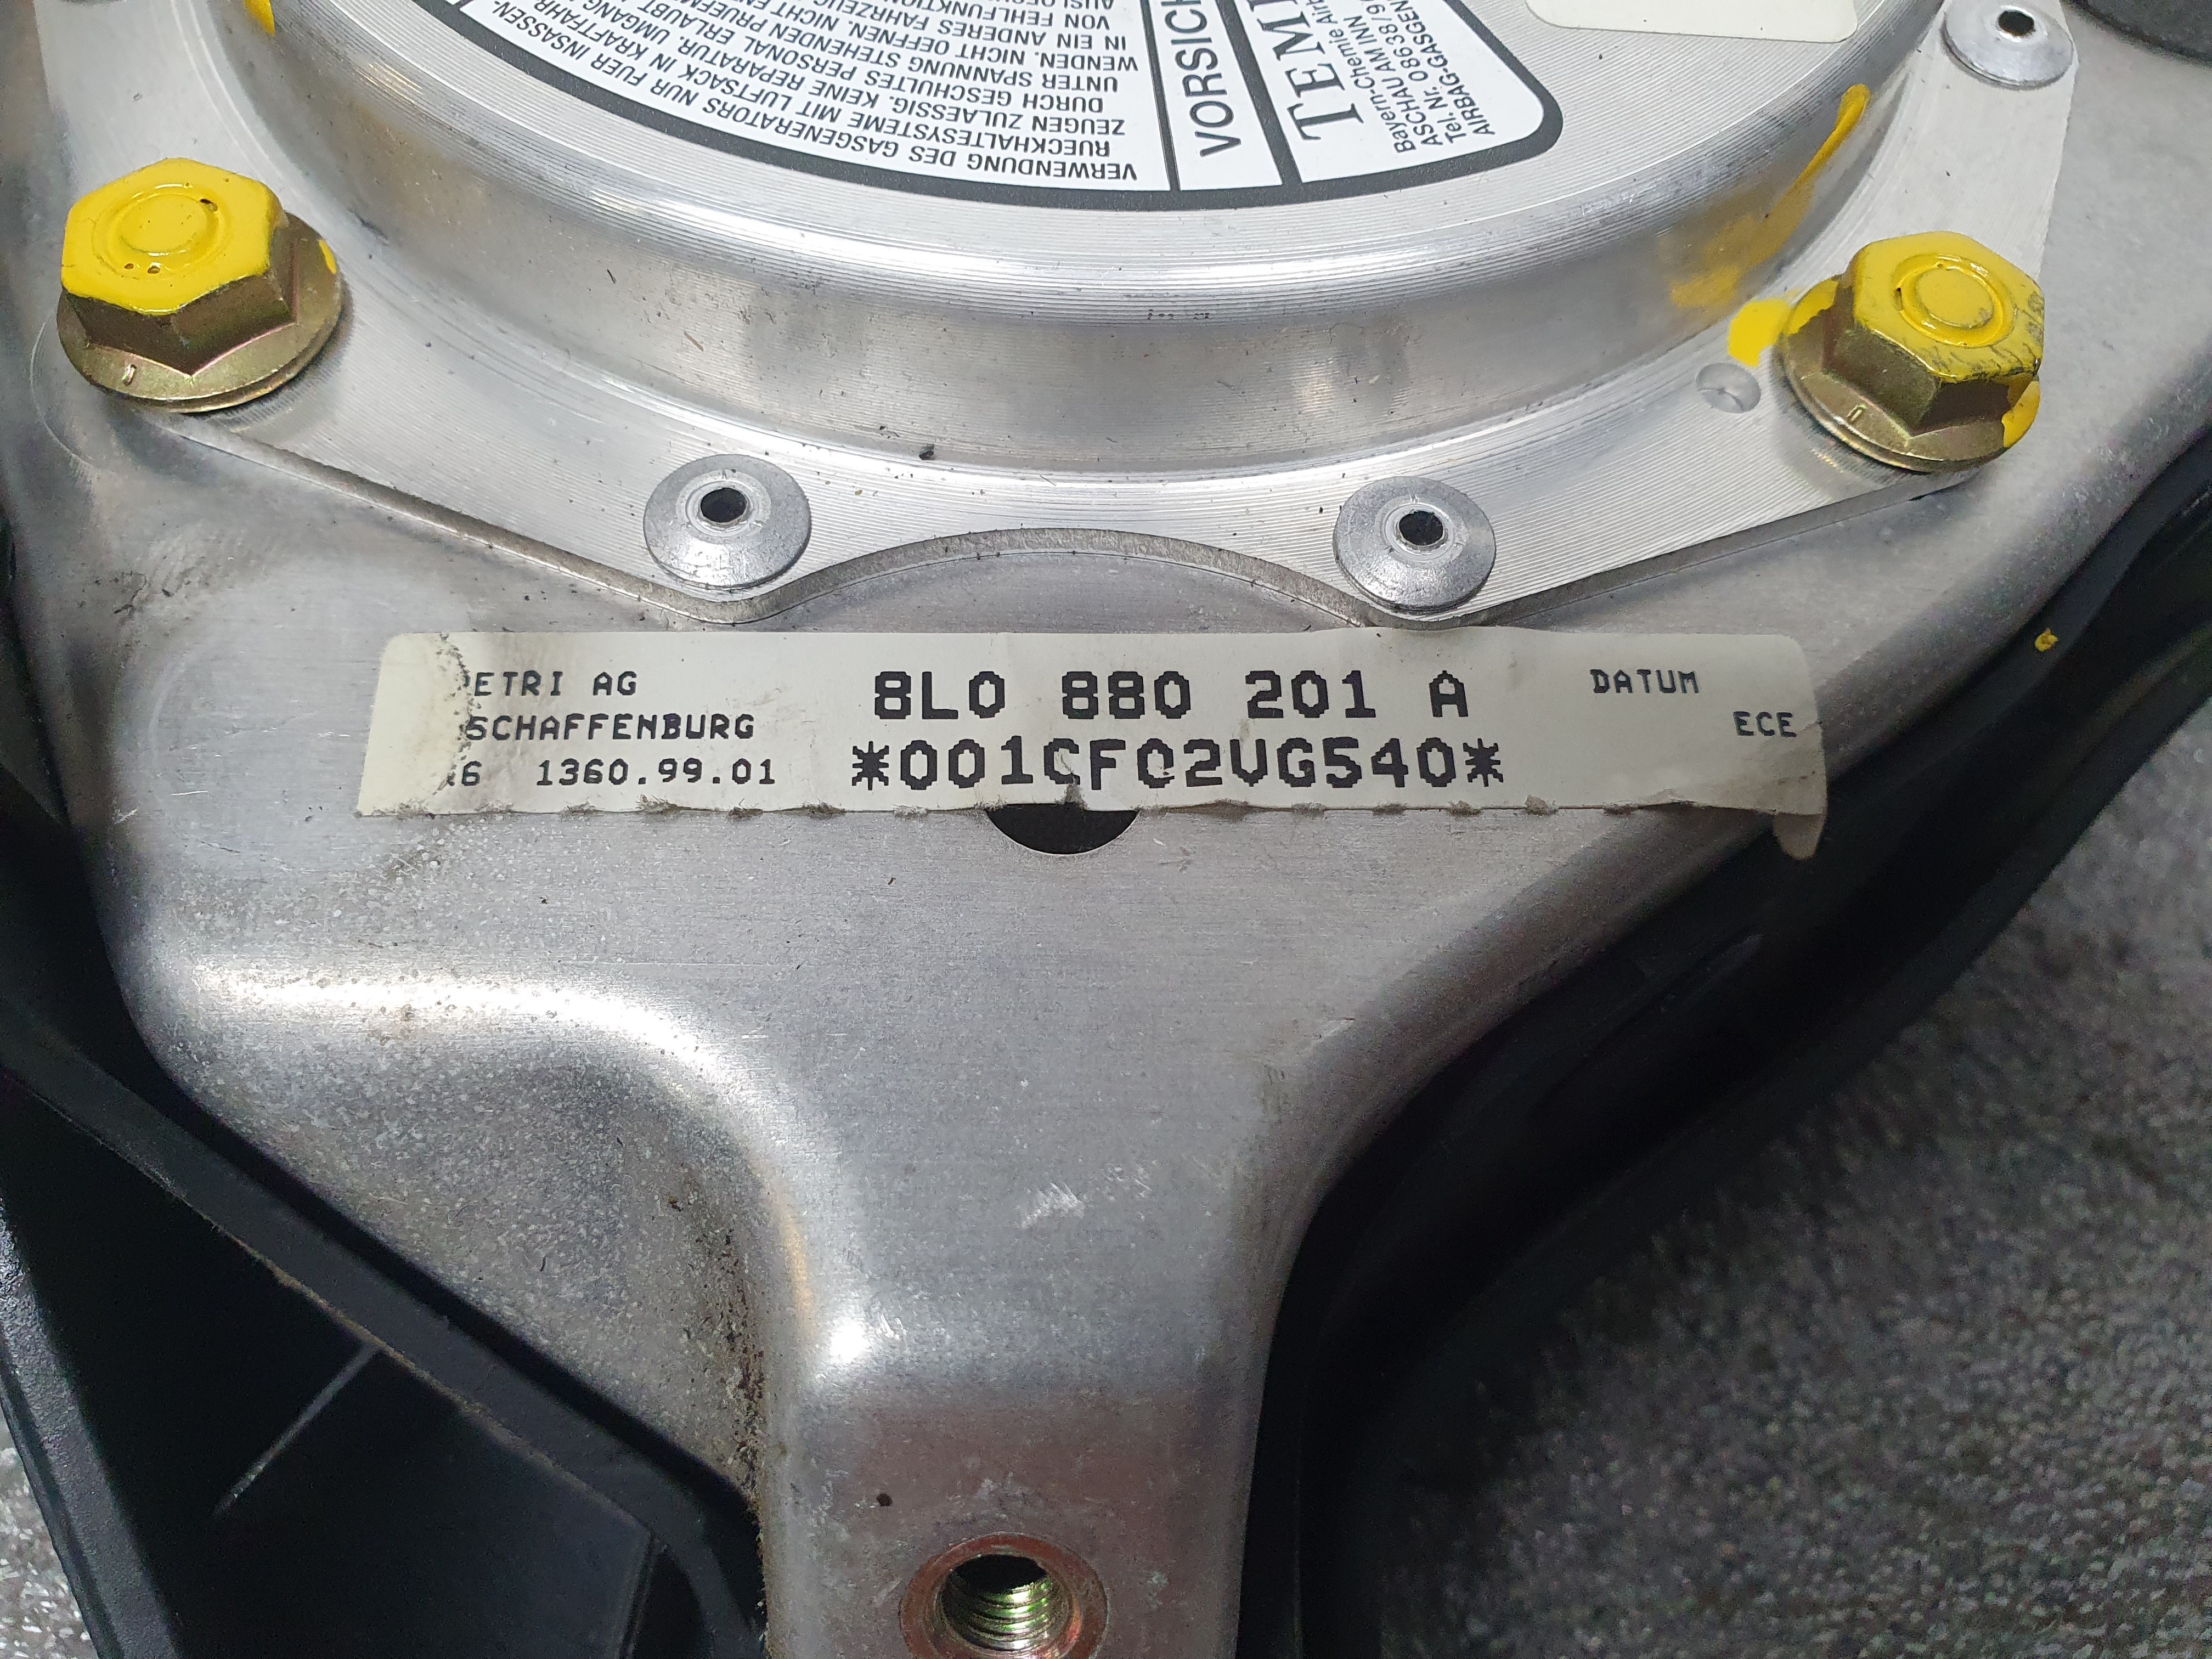 ETRI AG
SCHAFFENBURG
6 1360.99.01
8L0 880 201 A
*001CF02VG540*
DATUM
ECE
VERWENDUNG DES GASGENERATORS NUR FUER INSASSEN-
RUECKHALTESYSTEME MIT LUFTSACK IN KRAFTFAHR
ZEUGEN ZULAESSIG. KEINE REPARATUR. UMGANG
DURCH GESCHULTES PERSONAL ERLAUBT.
UNTER SPANNUNG STEHENDEN
WENDEN. NICHT OEFFNEN. NICHT
IN EIN ANDERES FAHRZEUG
VON FEHLFUNKTION
VORSICH
TEM
Bayern-Chemie Airb
ASCHAU AM INN
Tel. Nr. 08638/9
AIRBAG-GASGEN